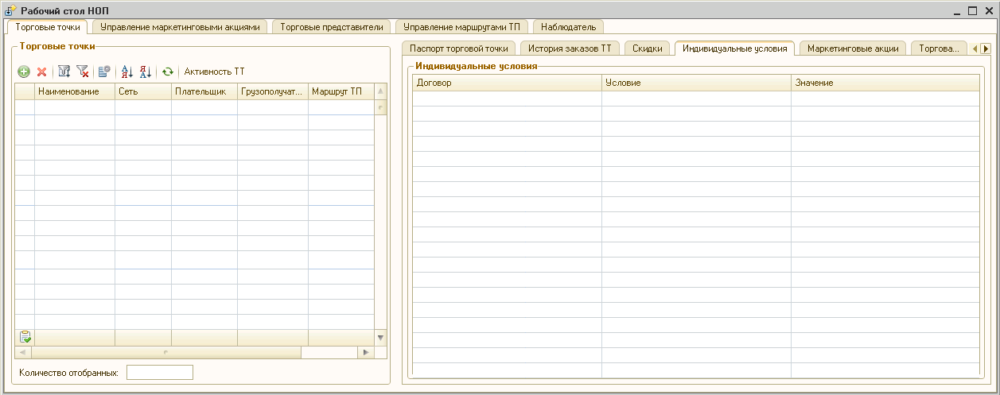 Рабочий стол НОП
Торговые точки Управление маркетинговыми акциями Торговые представители Управление маршрутами ТП Наблюдатель
Торговые точки
Активность ТТ
Наименование Сеть Плательщик Грузополучат... Маршрут ТП
Количество отобранных:
Паспорт торговой точки История заказов ТТ Скидки Индивидуальные условия Маркетинговые акции Торгова...
Индивидуальные условия
Договор Условие Значение